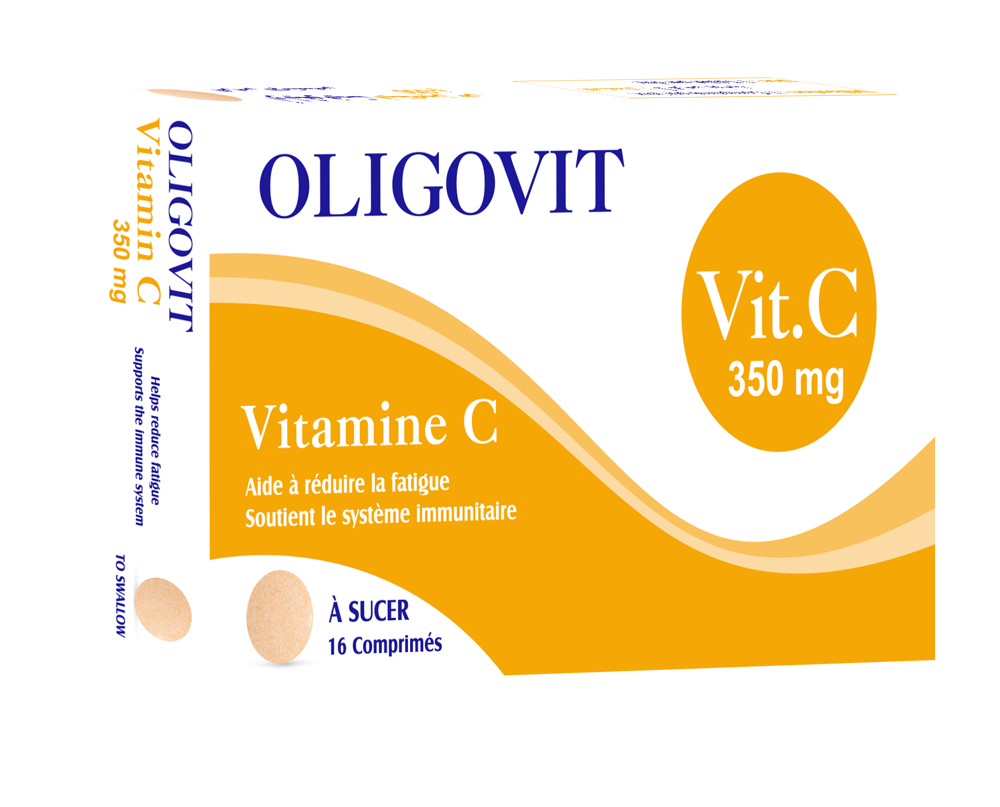 OLIGOVIT
Vit.C
350 mg
Vitamine C
Aide à réduire la fatigue
Soutient le système immunitaire
À SUCER
16 Comprimés
OLIGOVIT
Vitamin C
350 mg
Helps reduce fatigue
Supports the immune system
TO SWALLOW